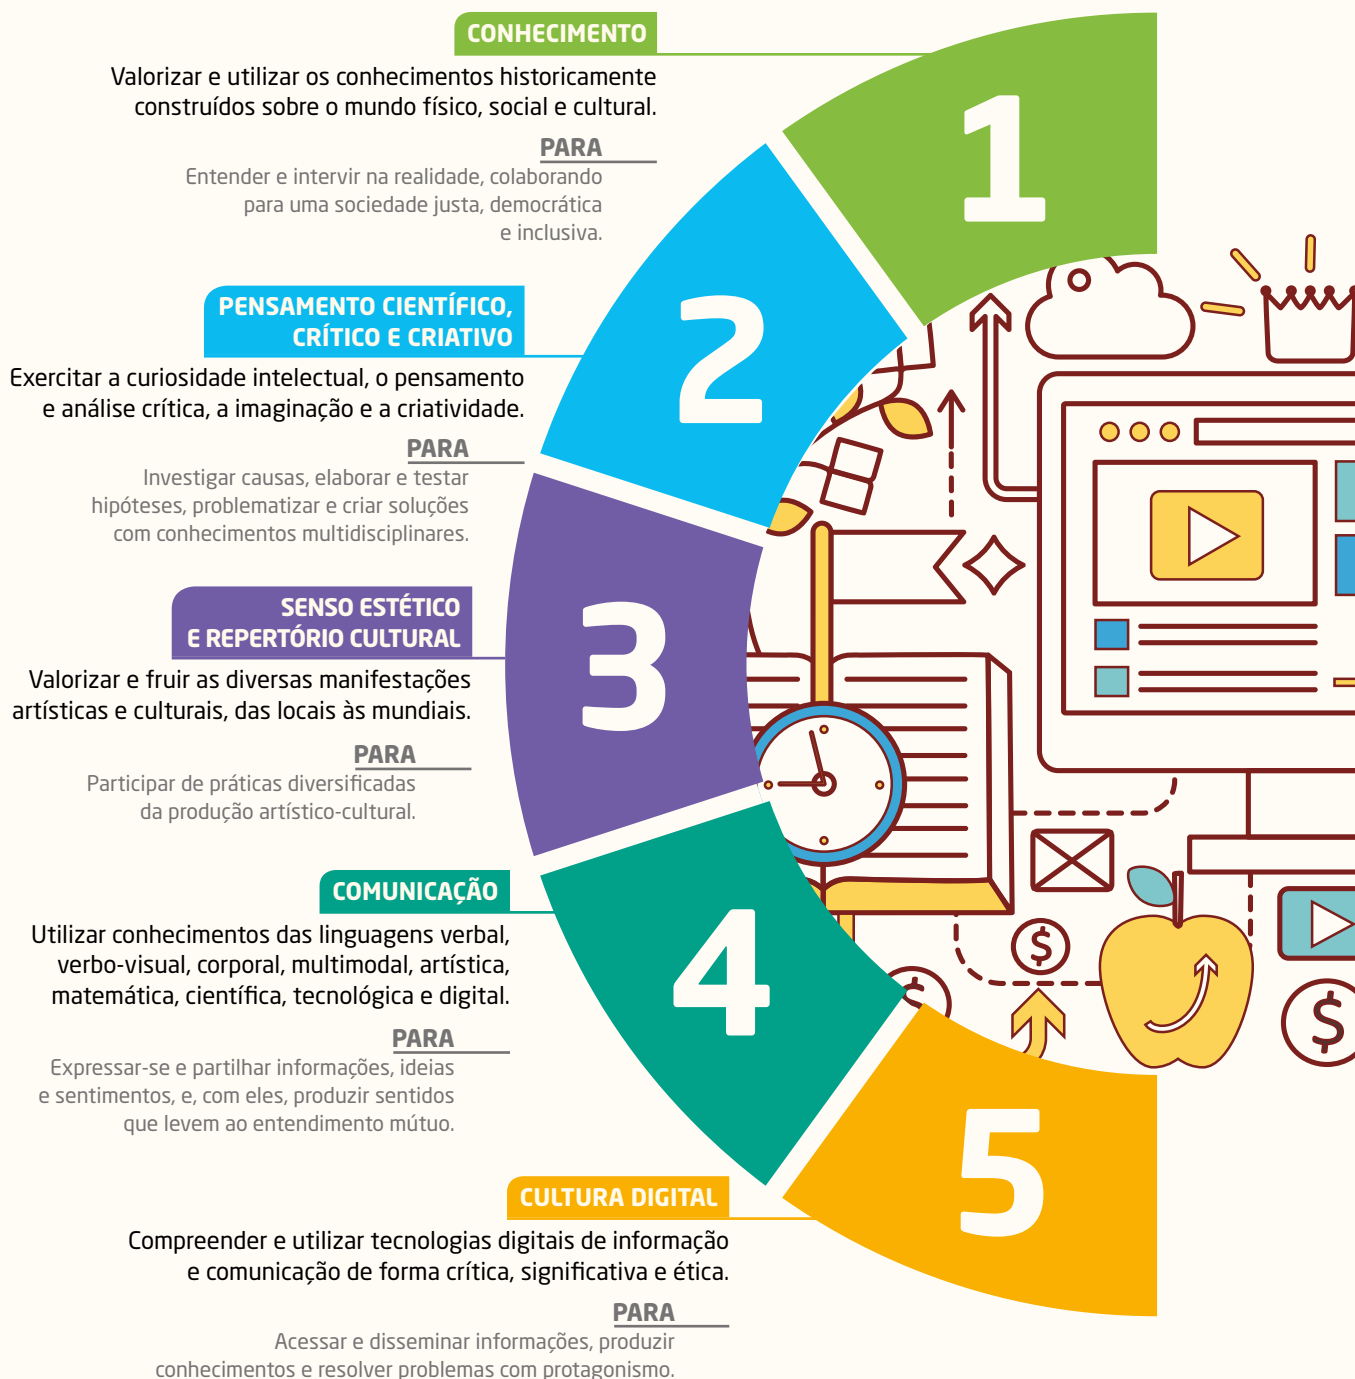 CONHECIMENTO
Valorizar e utilizar os conhecimentos historicamente
construídos sobre o mundo físico, social e cultural.
PARA
Entender e intervir na realidade, colaborando
para uma sociedade justa, democrática
e inclusiva.
1
PENSAMENTO CIENTÍFICO,
CRÍTICO E CRIATIVO
Exercitar a curiosidade intelectual, o pensamento
e análise crítica, a imaginação e a criatividade.
PARA
Investigar causas, elaborar e testar
hipóteses, problematizar e criar soluções
com conhecimentos multidisciplinares.
2
SENSO ESTÉTICO
E REPERTÓRIO CULTURAL
Valorizar e fruir as diversas manifestações
artísticas e culturais, das locais às mundiais.
PARA
Participar de práticas diversificadas
da produção artístico-cultural.
3
COMUNICAÇÃO
Utilizar conhecimentos das linguagens verbal,
verbo-visual, corporal, multimodal, artística,
matemática, científica, tecnológica e digital.
PARA
Expressar-se e partilhar informações, ideias
e sentimentos, e, com eles, produzir sentidos
que levem ao entendimento mútuo.
4
$
$
CULTURA DIGITAL
Compreender e utilizar tecnologias digitais de informação
e comunicação de forma crítica, significativa e ética.
PARA
Acessar e disseminar informações, produzir
conhecimentos e resolver problemas com protagonismo.
5